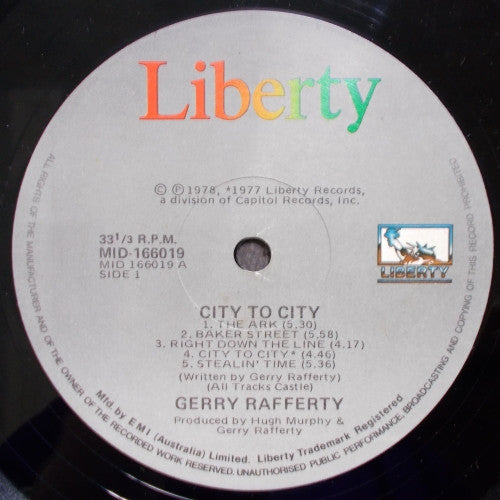 Liberty
© Ⓟ 1978, *1977 Liberty Records,
a division of Capitol Records, Inc.
33¹/3 R.P.M.
MID-166019
MID 166019 A
SIDE 1
LIBERTY
CITY TO CITY
1. THE ARK (5.30)
2. BAKER STREET (5.58)
3. RIGHT DOWN THE LINE (4.17)
4. CITY TO CITY* (4.46)
5. STEALIN' TIME (5.36)
(Written by Gerry Rafferty)
(All Tracks Castle)
GERRY RAFFERTY
Produced by Hugh Murphy &
Gerry Rafferty
Mfd by E M I (Australia) Limited. Liberty Trademark Registered
ALL RIGHTS OF THE MANUFACTURER AND OF THE OWNER OF THE RECORDED WORK RESERVED. UNAUTHORISED PUBLIC PERFORMANCE, BROADCASTING AND COPYING OF THIS RECORD PROHIBITED